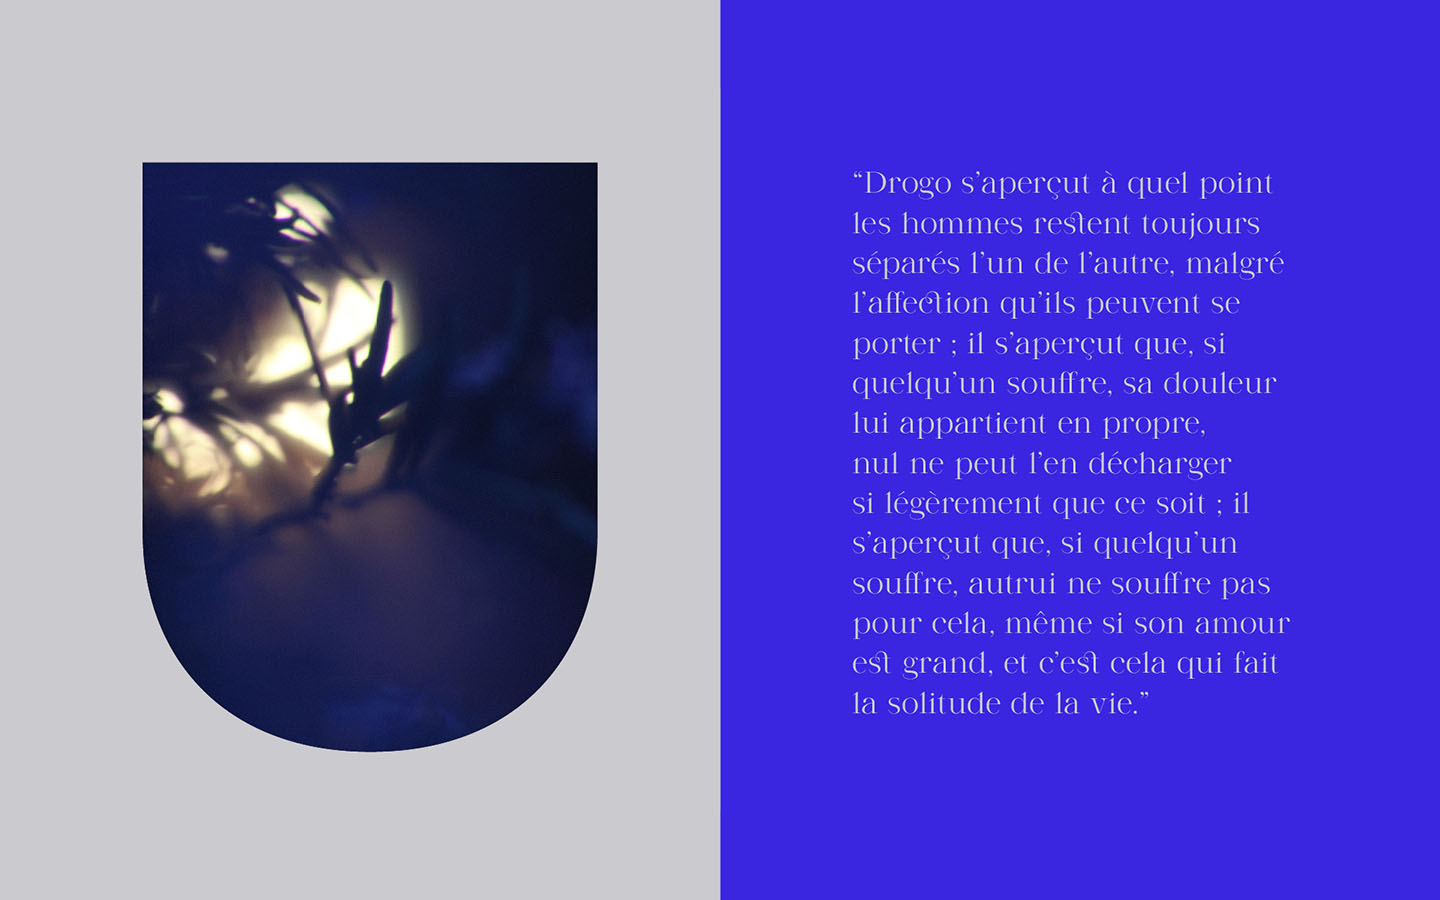 “Drogo s’aperçut à quel point
les hommes restent toujours
séparés l’un de l’autre, malgré
l’affection qu’ils peuvent se
porter ; il s’aperçut que, si
quelqu’un souffre, sa douleur
lui appartient en propre,
nul ne peut l’en décharger
si légèrement que ce soit ; il
s’aperçut que, si quelqu’un
souffre, autrui ne souffre pas
pour cela, même si son amour
est grand, et c’est cela qui fait
la solitude de la vie.”